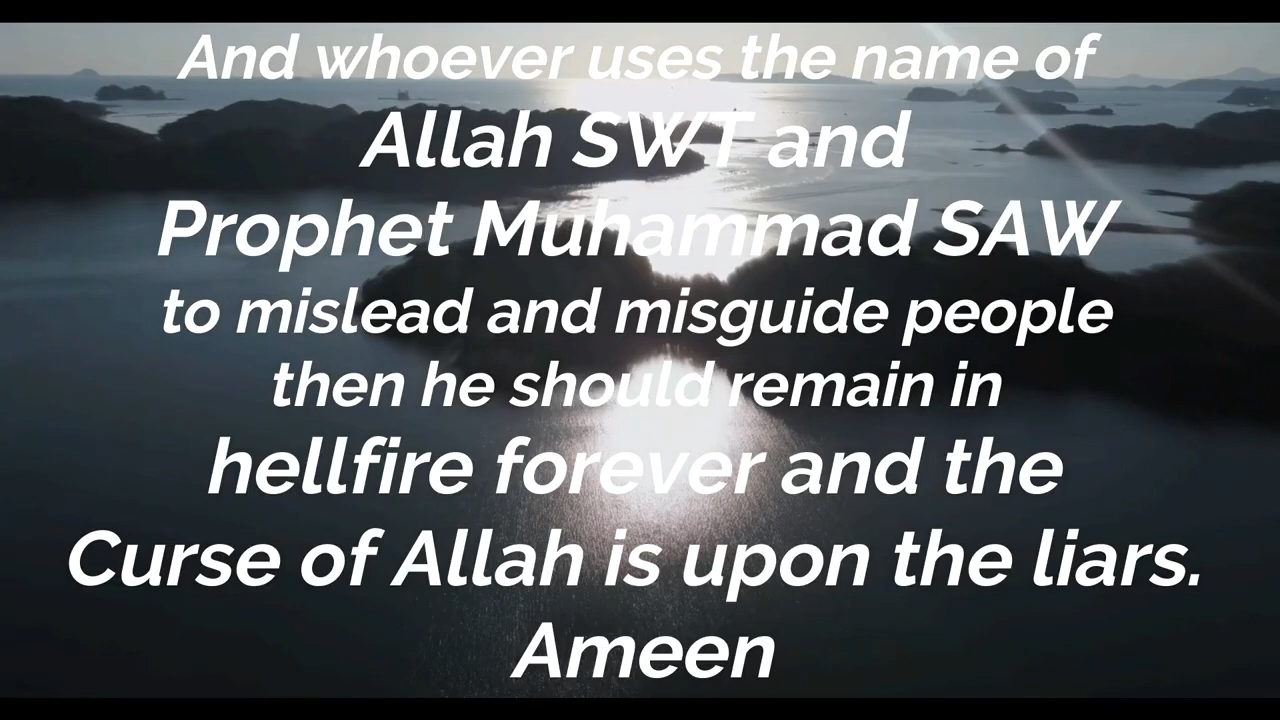 And whoever uses the name of
Allah SWT and
Prophet Muhammad SAW
to mislead and misguide people
then he should remain in
hellfire forever and the
Curse of Allah is upon the liars.
Ameen